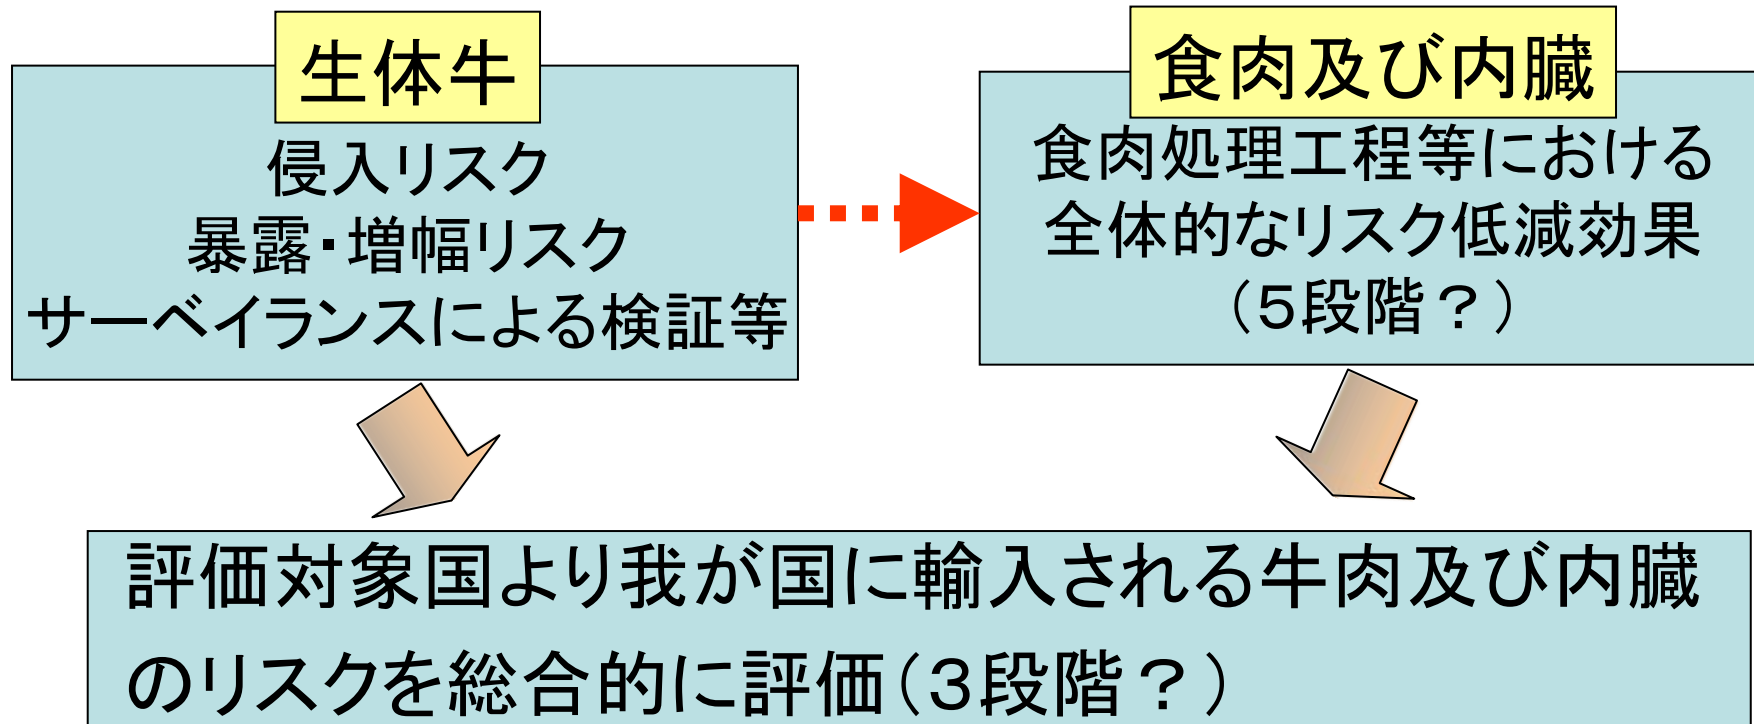 生体牛
侵入リスク
暴露・増幅リスク
サーベイランスによる検証等
食肉及び内臓
食肉処理工程等における
全体的なリスク低減効果
（５段階？）
評価対象国より我が国に輸入される牛肉及び内臓
のリスクを総合的に評価（３段階？）